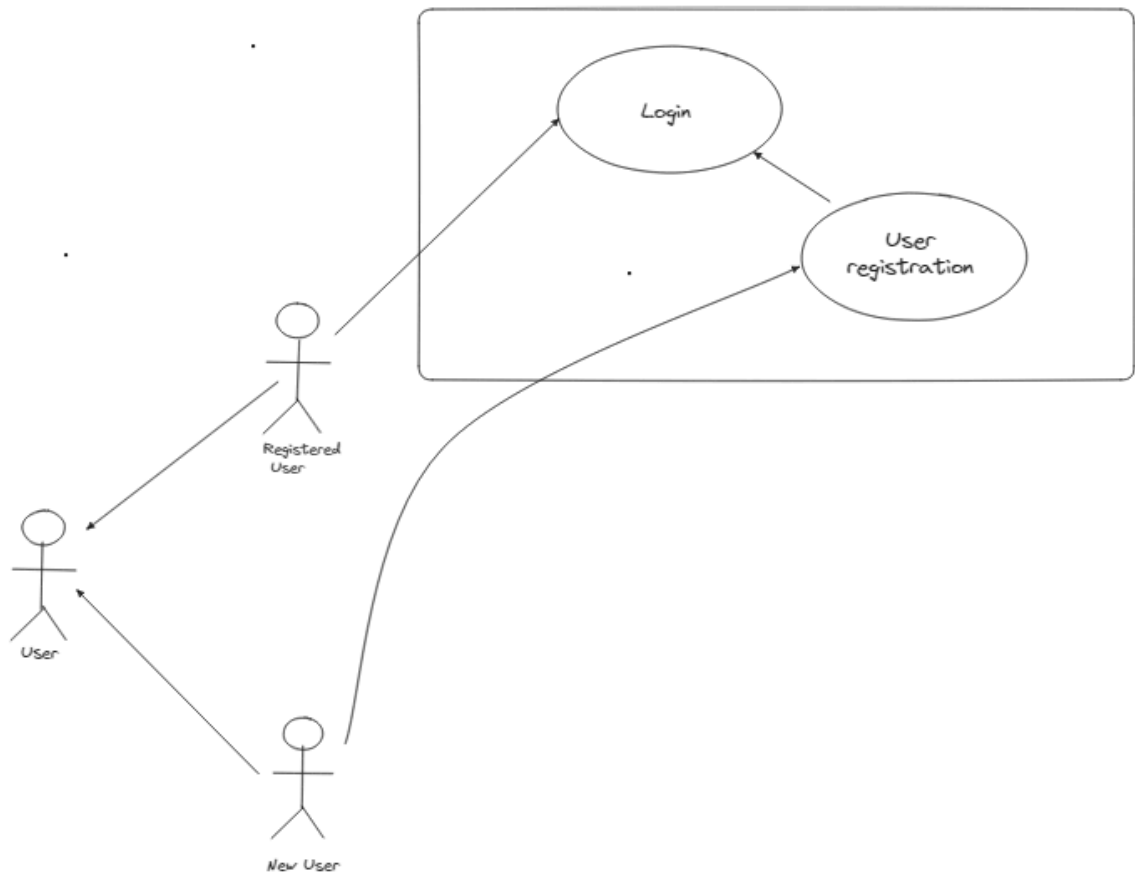 Login
User
registration
Registered
User
User
New User